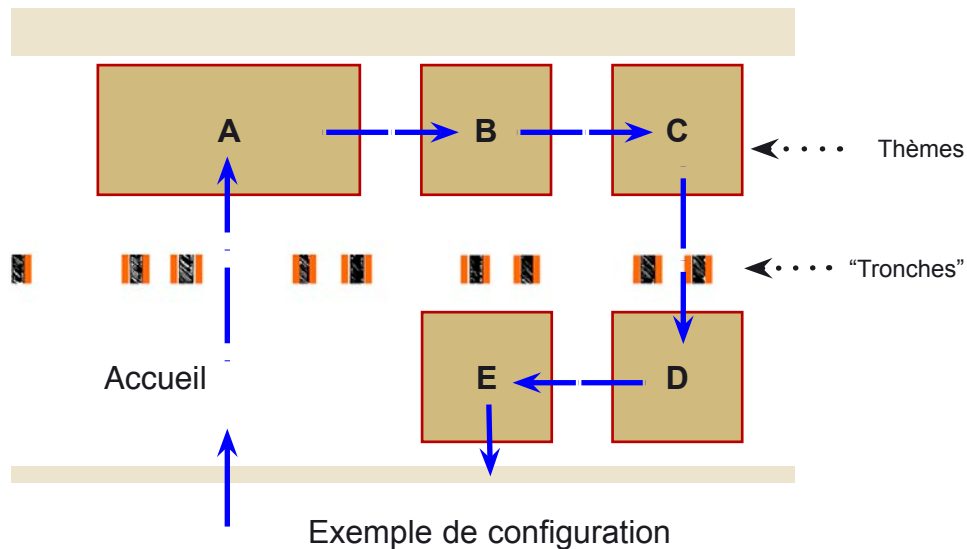 A
B
C
Thèmes
“Tronches”
Accueil
E
D
Exemple de configuration